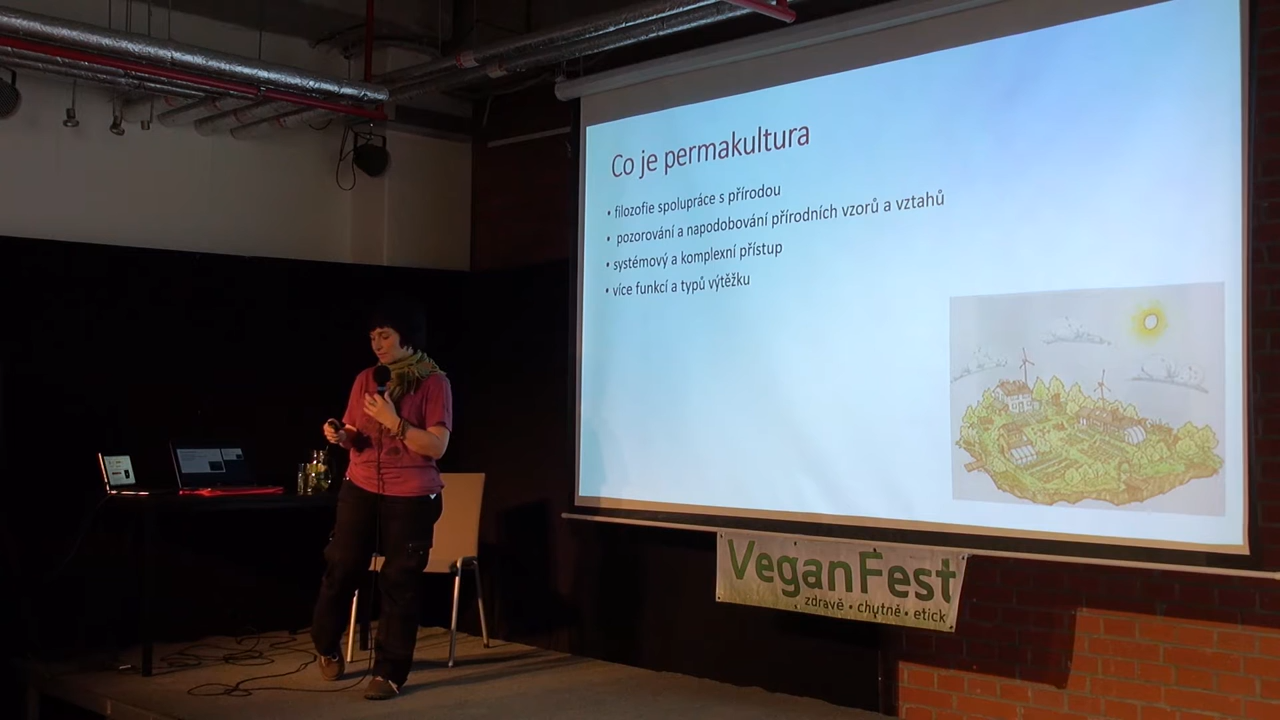 Co je permakultura
• filozofie spolupráce s přírodou
• pozorování a napodobování přírodních vzorů a vztahů
• systémový a komplexní přístup
• více funkcí a typů výtěžku
VeganFest
zdravě • chutně • etick